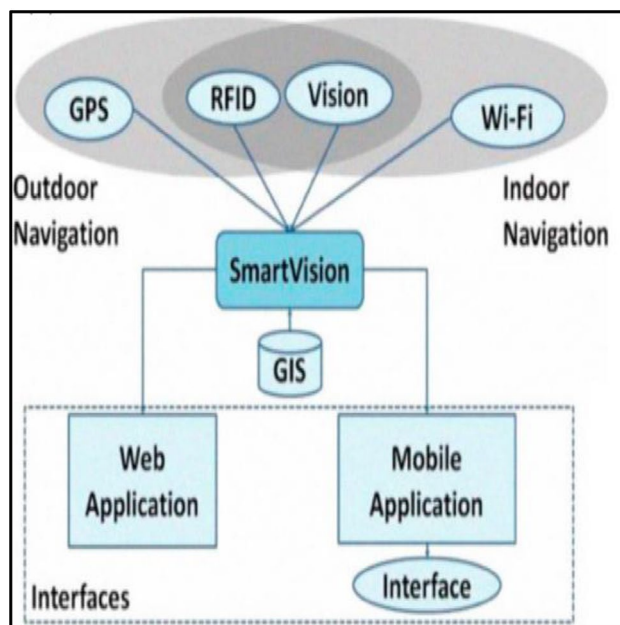 GPS
RFID
Vision
Wi-Fi
Outdoor
Navigation
Indoor
Navigation
SmartVision
GIS
Web
Application
Mobile
Application
Interface
Interfaces